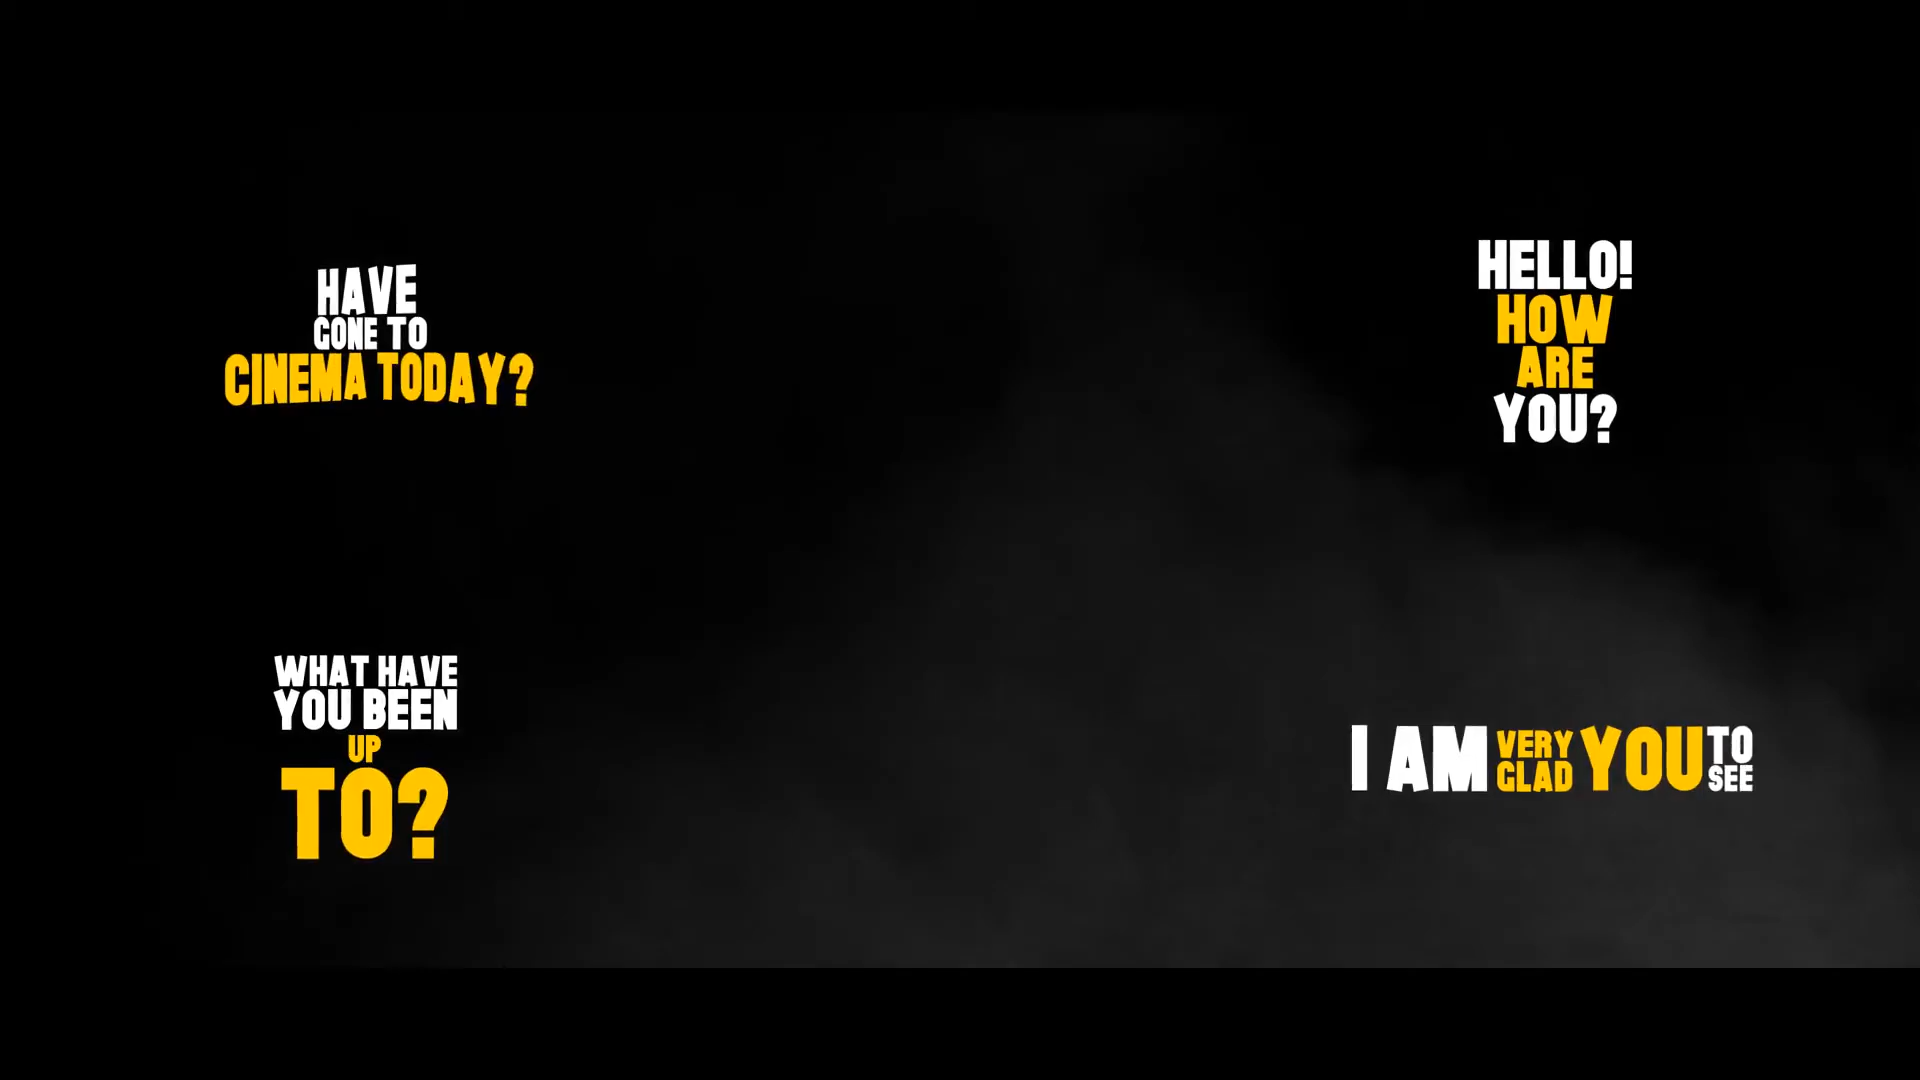 HAVE
GONE TO
CINEMA TODAY?
HELLO!
HOW
ARE
YOU?
WHAT HAVE
YOU BEEN
UP
TO?
I AM VERY GLAD YOU TO SEE